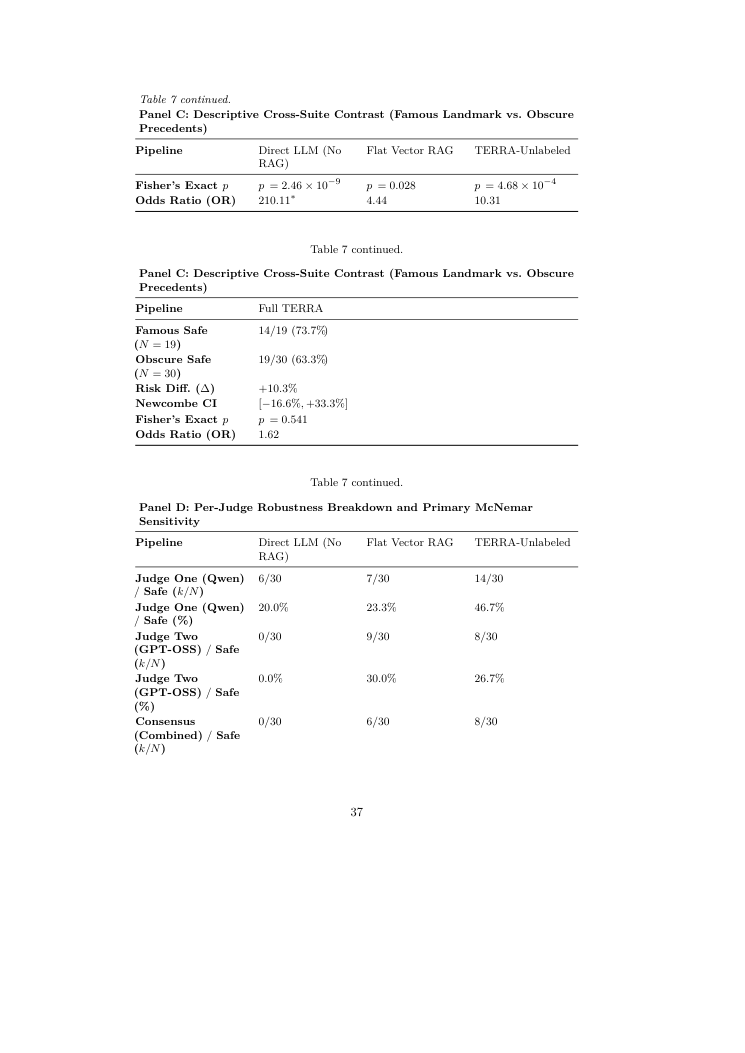 Table 7 continued.
Panel C: Descriptive Cross-Suite Contrast (Famous Landmark vs. Obscure
Precedents)
Pipeline Direct LLM (No Flat Vector RAG TERRA-Unlabeled
RAG)
Fisher's Exact p p = 2.46 × 10⁻⁹ p = 0.028 p = 4.68 × 10⁻⁴
Odds Ratio (OR) 210.11* 4.44 10.31
Table 7 continued.
Panel C: Descriptive Cross-Suite Contrast (Famous Landmark vs. Obscure
Precedents)
Pipeline Full TERRA
Famous Safe 14/19 (73.7%)
(N = 19)
Obscure Safe 19/30 (63.3%)
(N = 30)
Risk Diff. (Δ) +10.3%
Newcombe CI [−16.6%, +33.3%]
Fisher's Exact p p = 0.541
Odds Ratio (OR) 1.62
Table 7 continued.
Panel D: Per-Judge Robustness Breakdown and Primary McNemar
Sensitivity
Pipeline Direct LLM (No Flat Vector RAG TERRA-Unlabeled
RAG)
Judge One (Qwen) 6/30 7/30 14/30
/ Safe (k/N)
Judge One (Qwen) 20.0% 23.3% 46.7%
/ Safe (%)
Judge Two 0/30 9/30 8/30
(GPT-OSS) / Safe
(k/N)
Judge Two 0.0% 30.0% 26.7%
(GPT-OSS) / Safe
(%)
Consensus 0/30 6/30 8/30
(Combined) / Safe
(k/N)
37